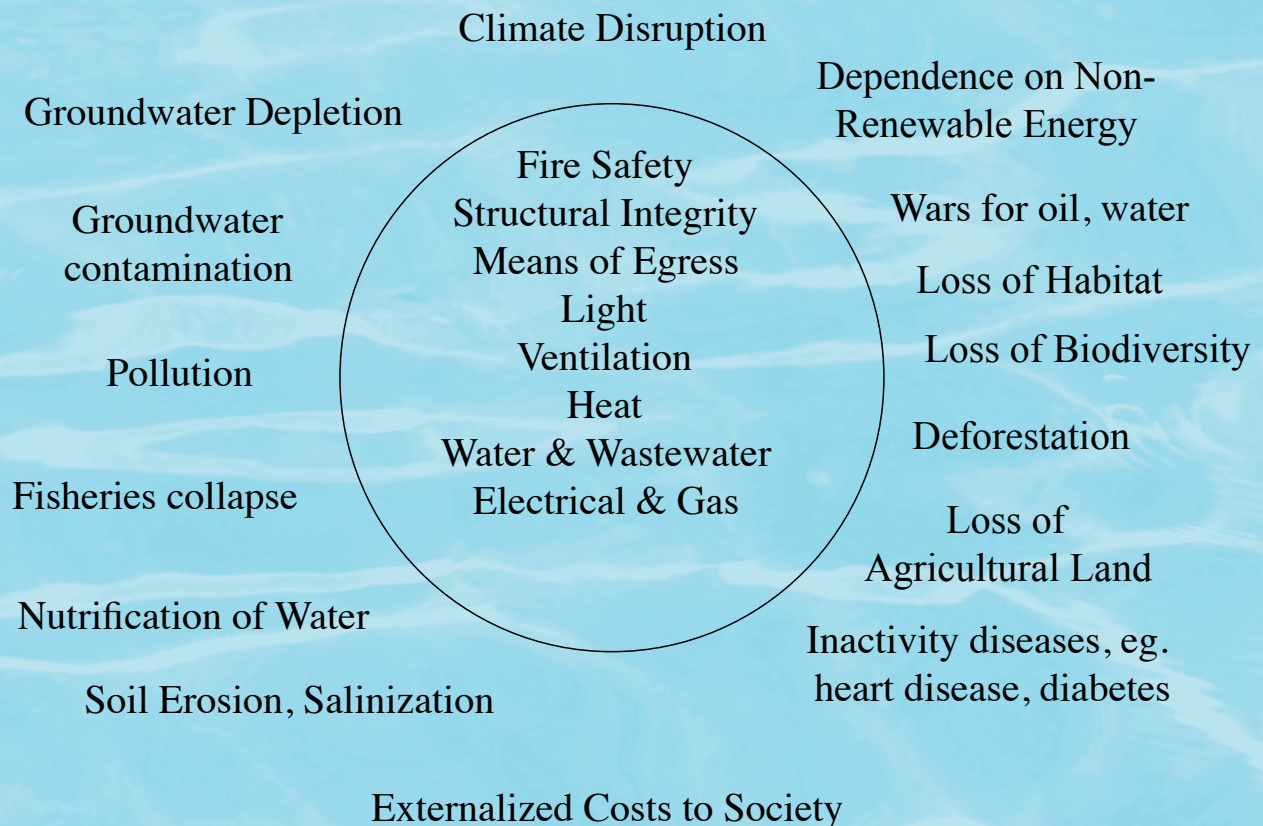 Climate Disruption
Groundwater Depletion
Groundwater
contamination
Pollution
Fisheries collapse
Nutrification of Water
Soil Erosion, Salinization
Fire Safety
Structural Integrity
Means of Egress
Light
Ventilation
Heat
Water & Wastewater
Electrical & Gas
Dependence on Non-
Renewable Energy
Wars for oil, water
Loss of Habitat
Loss of Biodiversity
Deforestation
Loss of
Agricultural Land
Inactivity diseases, eg.
heart disease, diabetes
Externalized Costs to Society